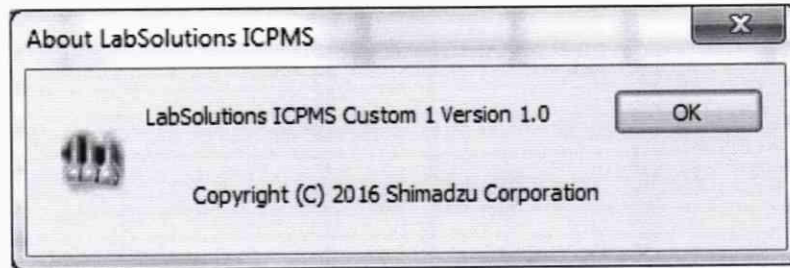 About LabSolutions ICPMS
LabSolutions ICPMS Custom 1 Version 1.0
OK
Copyright (C) 2016 Shimadzu Corporation